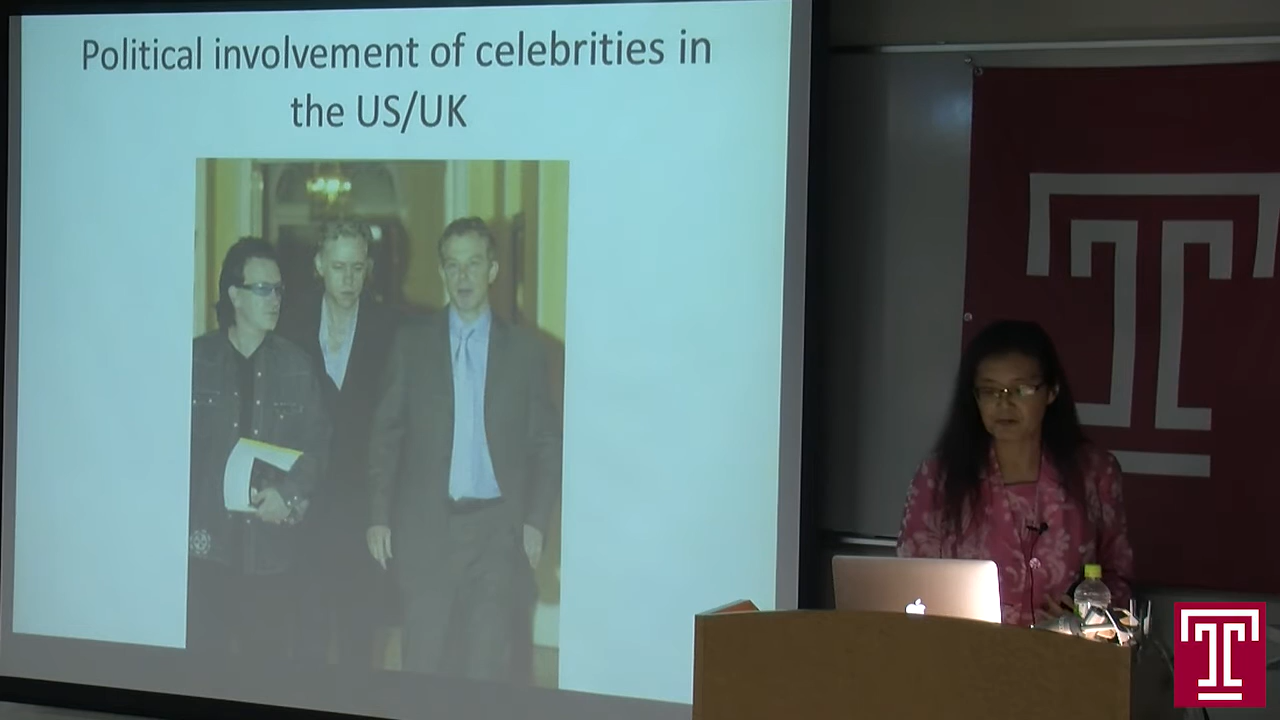 Political involvement of celebrities in
the US/UK